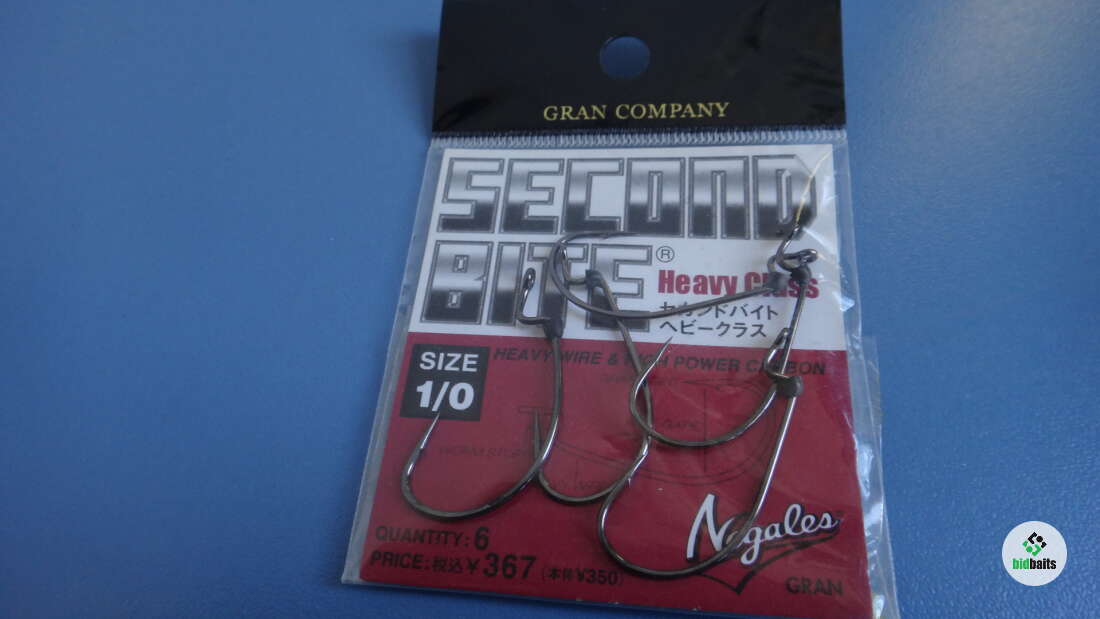 GRAN COMPANY
SECOND
BITE®
Heavy Class
セカンドバイト
ヘビークラス
SIZE
1/0
HEAVY WIRE & HIGH POWER CARBON
QUANTITY: 6
PRICE: 税込¥367 (本体¥350)
Nogales
GRAN
bidbaits